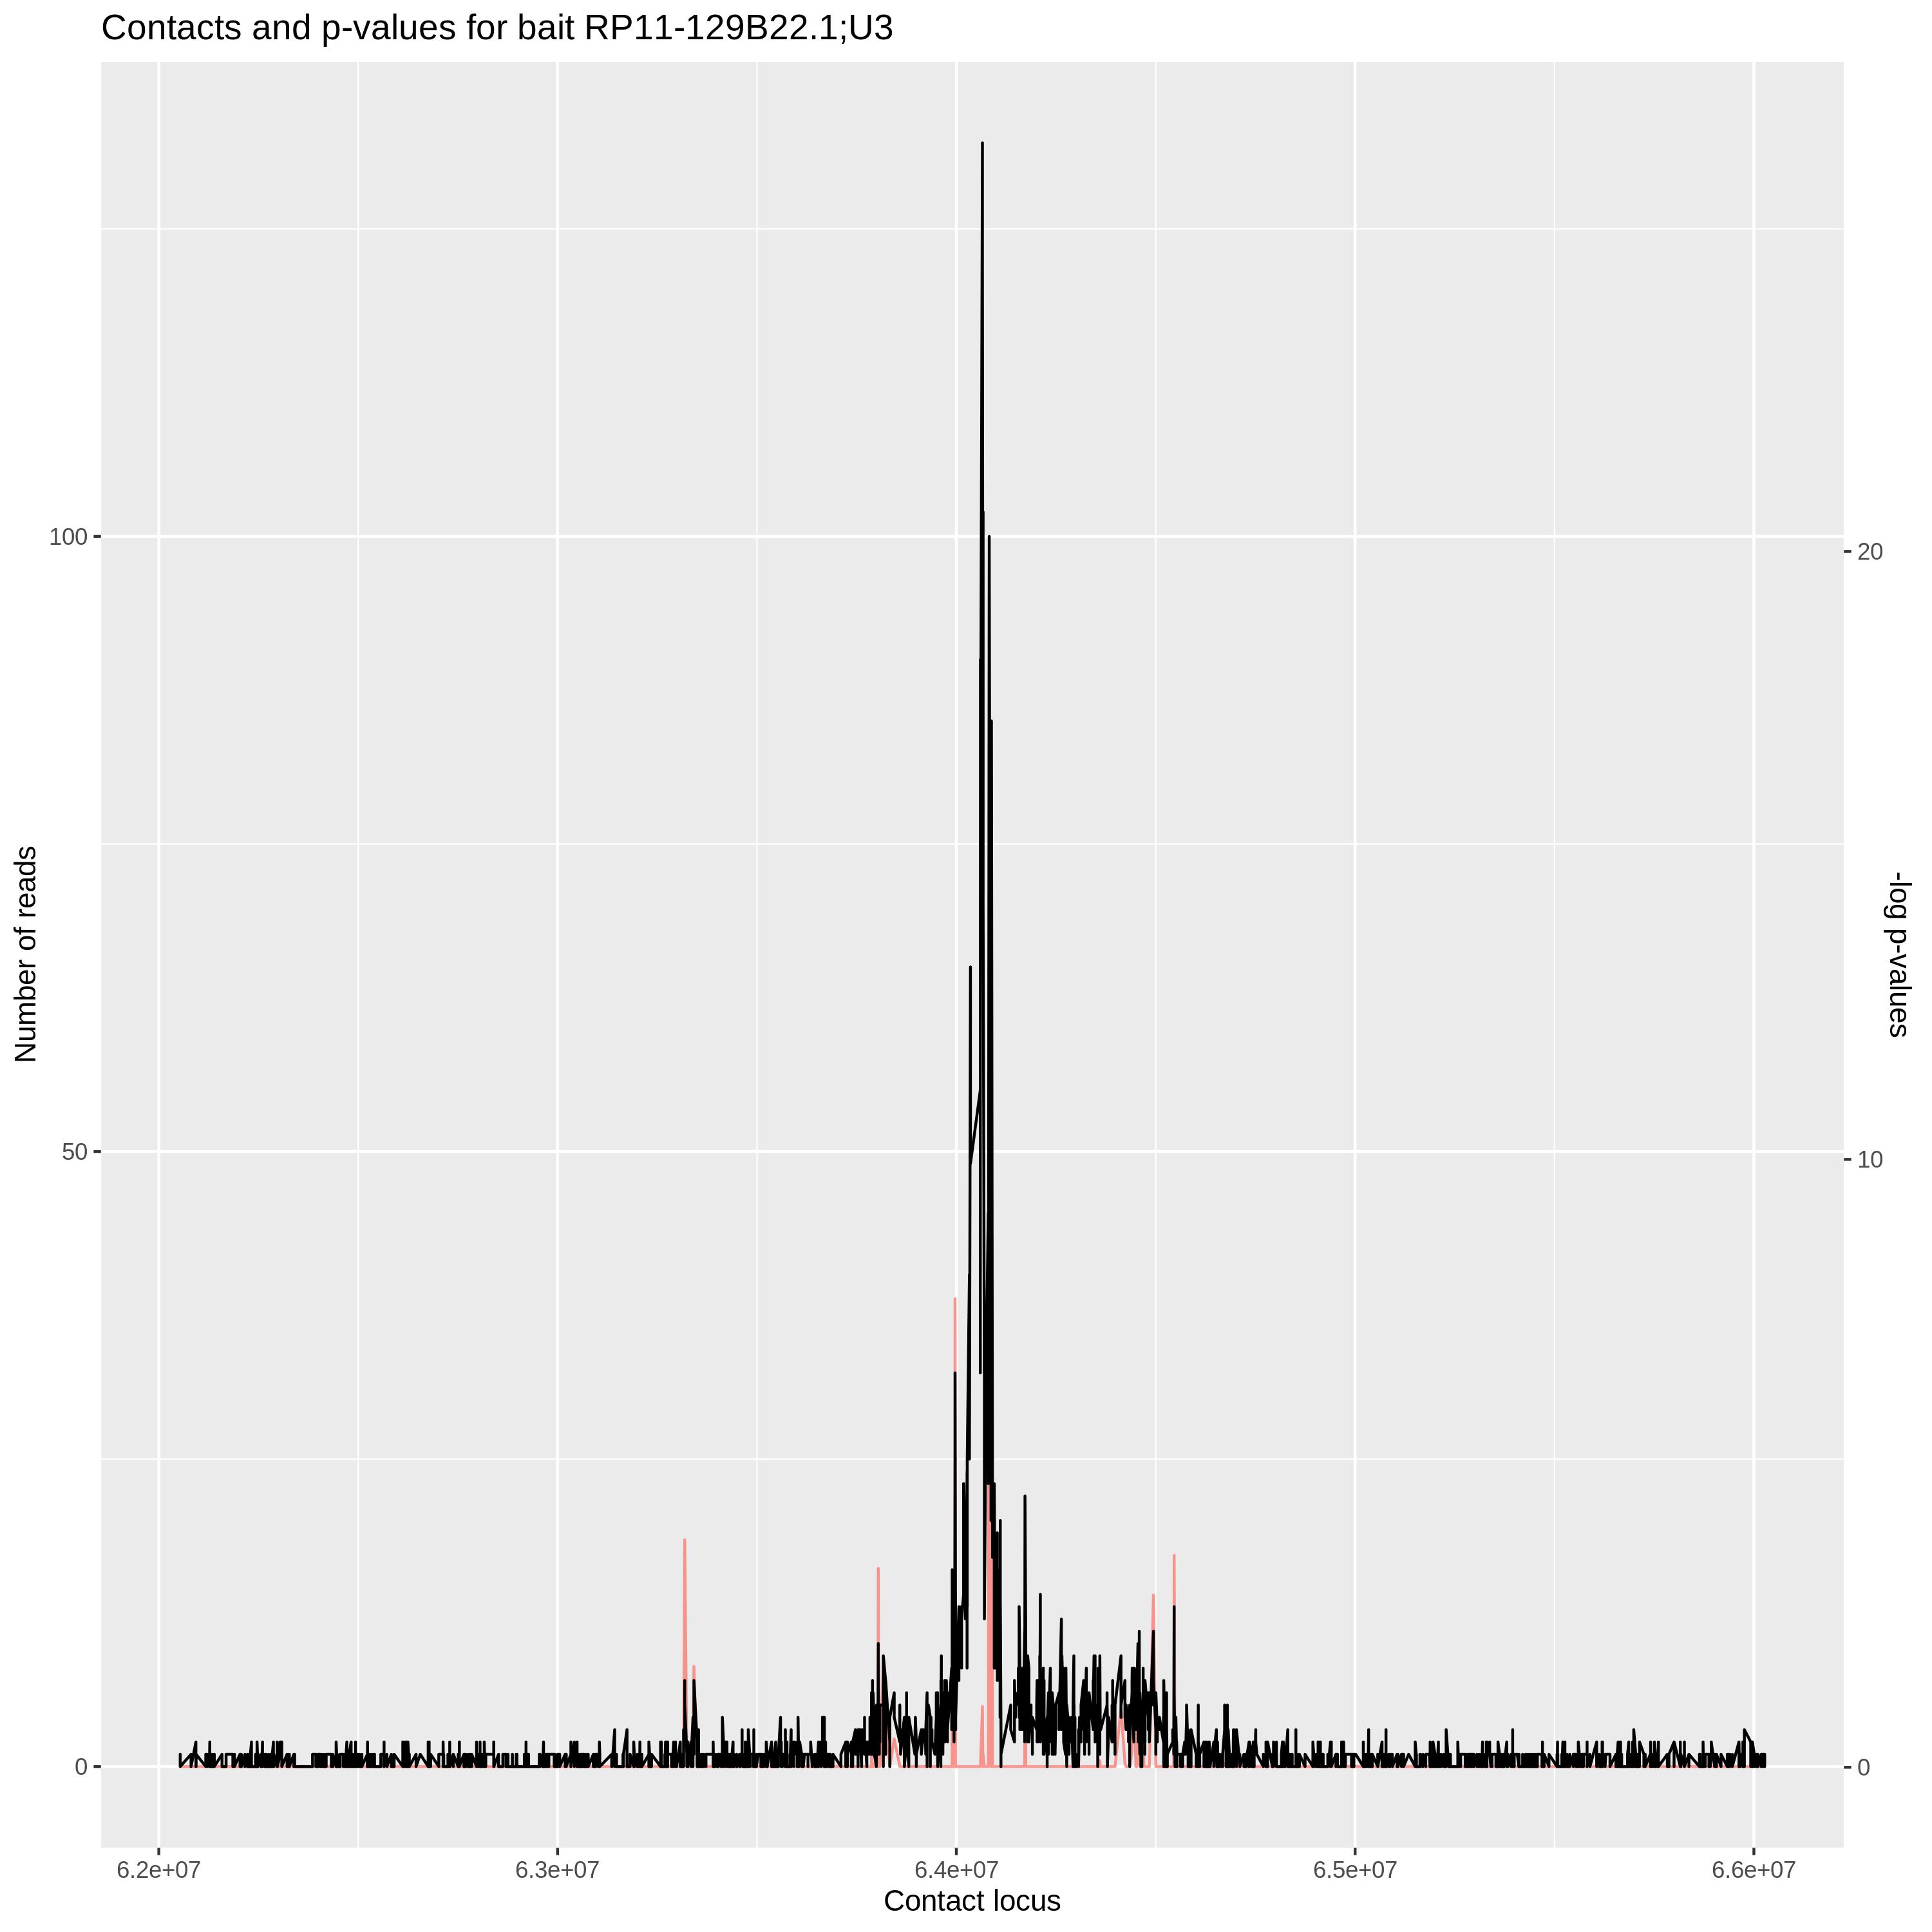 Contacts and p-values for bait RP11-129B22.1;U3
Number of reads
100
50
0
20
10
0
-log p-values
6.2e+07
6.3e+07
6.4e+07
6.5e+07
6.6e+07
Contact locus